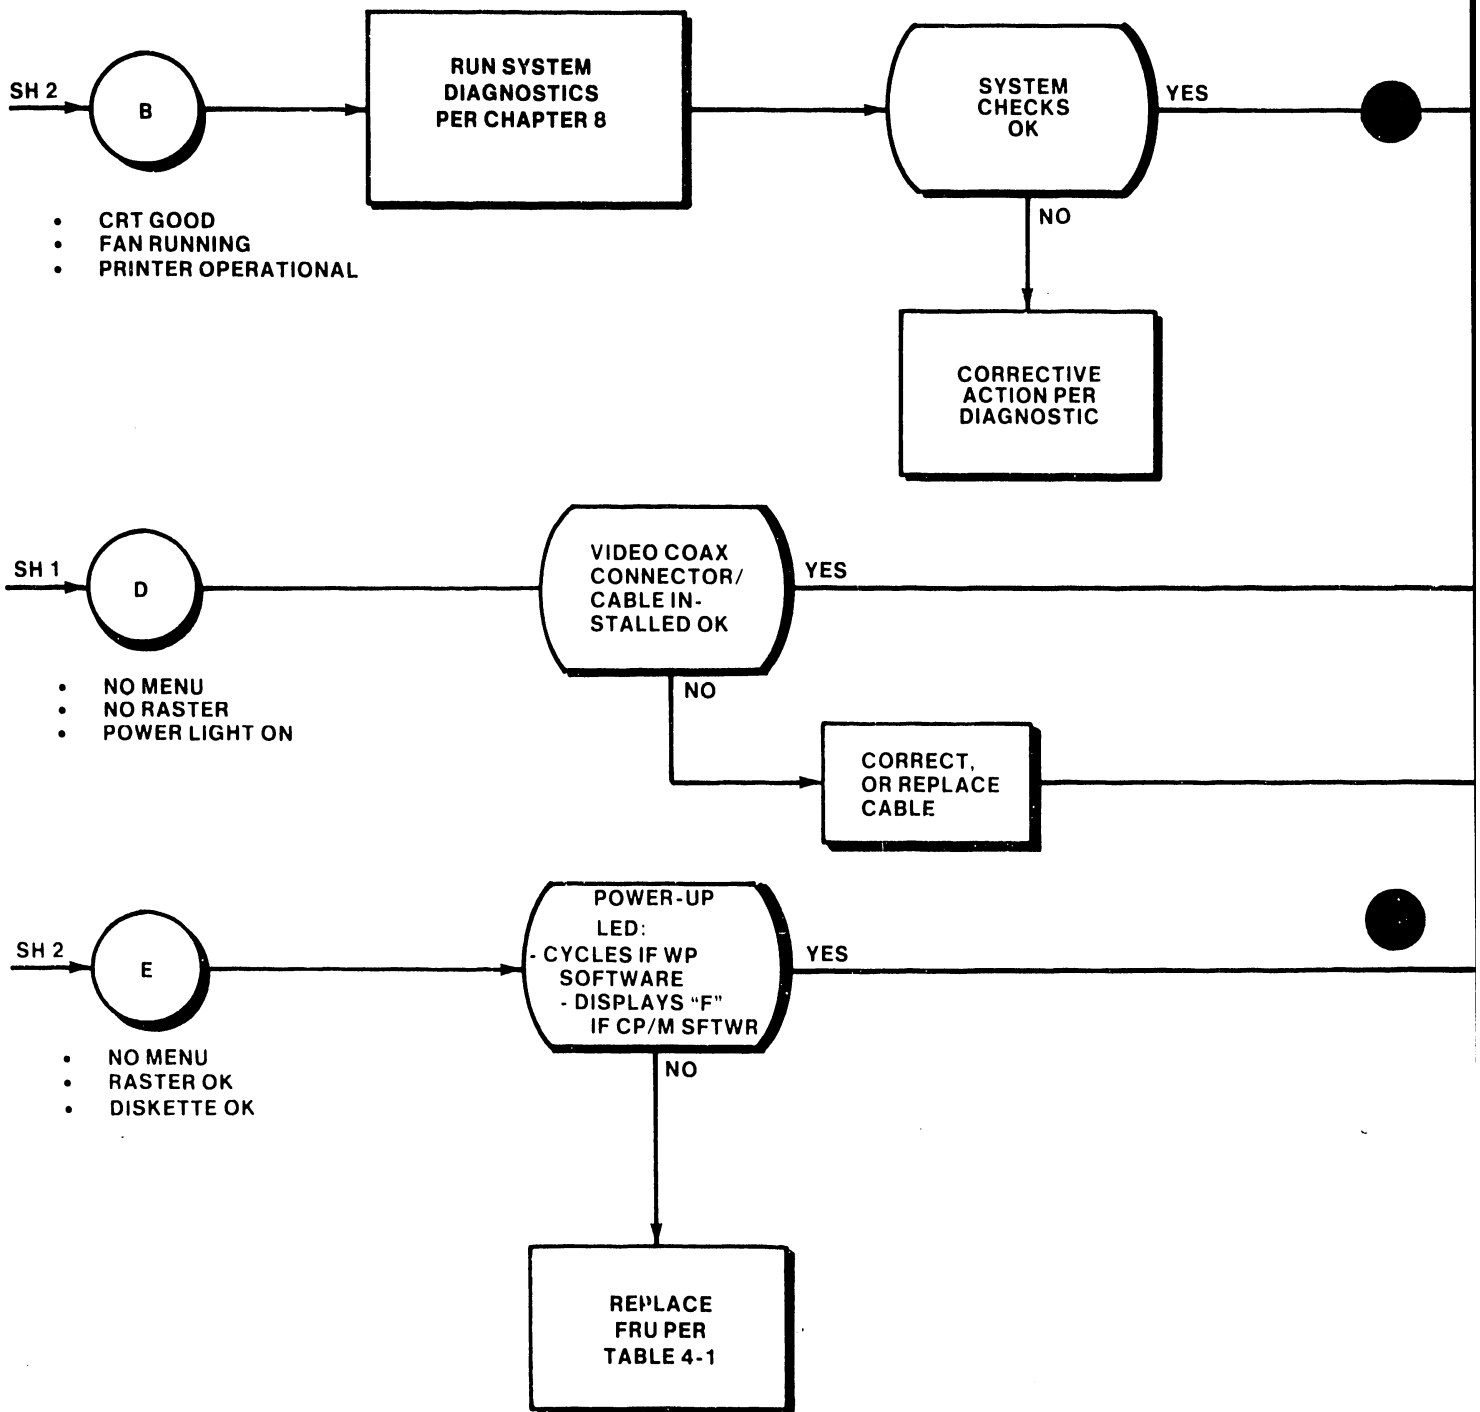 SH 2
B
RUN SYSTEM
DIAGNOSTICS
PER CHAPTER 8
SYSTEM
CHECKS
OK
YES
NO
• CRT GOOD
• FAN RUNNING
• PRINTER OPERATIONAL
CORRECTIVE
ACTION PER
DIAGNOSTIC
SH 1
D
VIDEO COAX
CONNECTOR/
CABLE IN-
STALLED OK
YES
NO
• NO MENU
• NO RASTER
• POWER LIGHT ON
CORRECT,
OR REPLACE
CABLE
SH 2
E
POWER-UP
LED:
- CYCLES IF WP
SOFTWARE
- DISPLAYS “F”
IF CP/M SFTWR
YES
NO
• NO MENU
• RASTER OK
• DISKETTE OK
REPLACE
FRU PER
TABLE 4-1